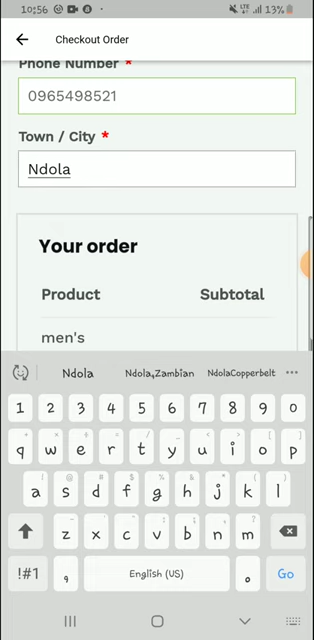 10:56 LTE 13%
Checkout Order
Phone Number *
0965498521
Town / City *
Ndola
Your order
Product Subtotal
men's
Ndola Ndola,Zambian NdolaCopperbelt
1 2 3 4 5 6 7 8 9 0
q w e r t y u i o p
a s d f g h j k l
z x c v b n m
!#1 , English (US) . Go